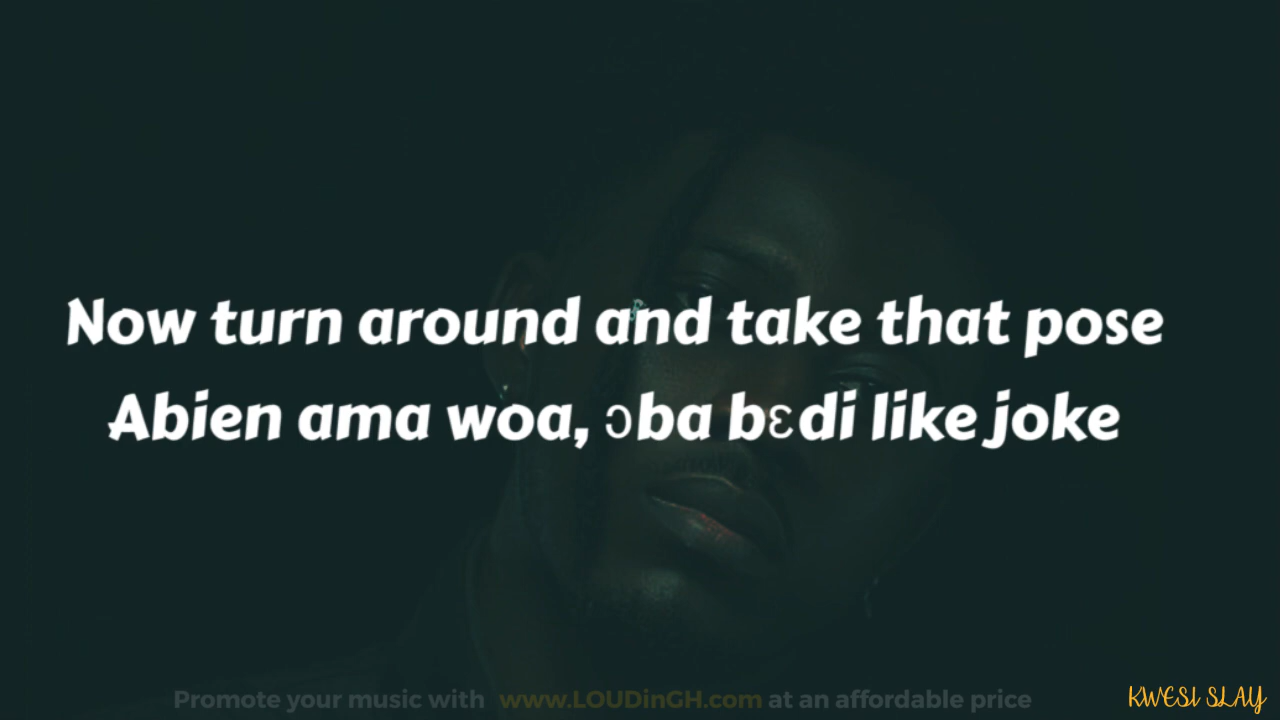 Now turn around and take that pose
Abien ama woa, ɔba bɛdi like joke
Promote your music with www.LOUDinGH.com at an affordable price
KWESI SLAY